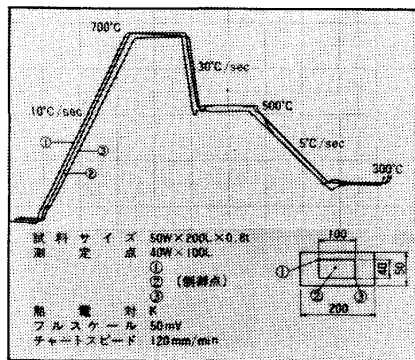 700℃
30℃/sec
10℃/sec
500℃
①
③
5℃/sec
②
300℃
試料サイズ 50W×200L×0.8t
測定点 40W×100L
①
② (制御点)
③
熱電対 K
フルスケール 50mV
チャートスピード 120mm/min
100
①
②
③
40
50
200